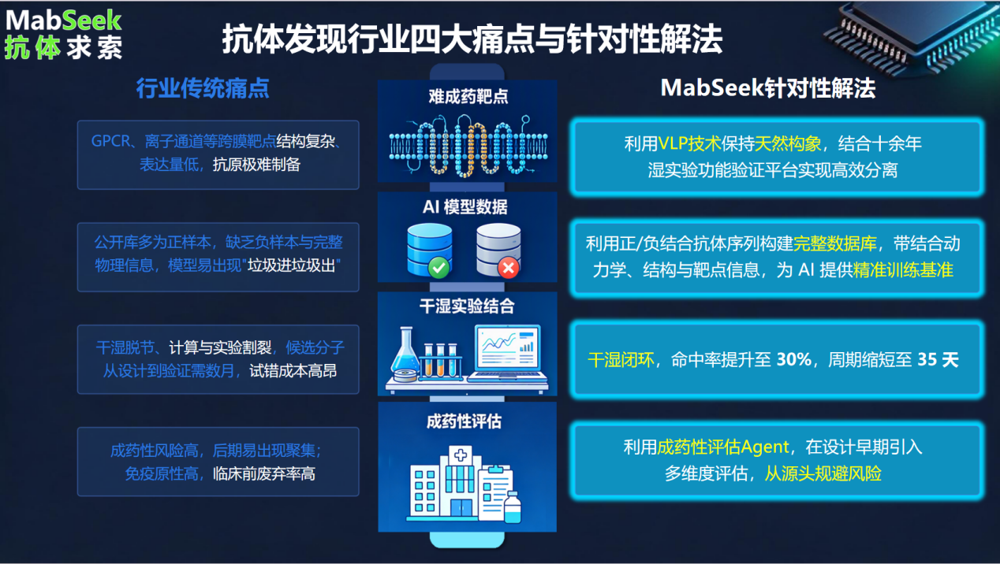 MabSeek
抗体求索
抗体发现行业四大痛点与针对性解法
行业传统痛点
MabSeek针对性解法
GPCR、离子通道等跨膜靶点结构复杂、
表达量低，抗原极难制备
难成药靶点
利用VLP技术保持天然构象，结合十余年
湿实验功能验证平台实现高效分离
公开库多为正样本，缺乏负样本与完整
物理信息，模型易出现"垃圾进垃圾出"
AI 模型数据
利用正/负结合抗体序列构建完整数据库，带结合动
力学、结构与靶点信息，为 AI 提供精准训练基准
干湿脱节、计算与实验割裂，候选分子
从设计到验证需数月，试错成本高昂
干湿实验结合
干湿闭环，命中率提升至 30%，周期缩短至 35 天
成药性风险高，后期易出现聚集；
免疫原性高，临床前废弃率高
成药性评估
利用成药性评估Agent，在设计早期引入
多维度评估，从源头规避风险